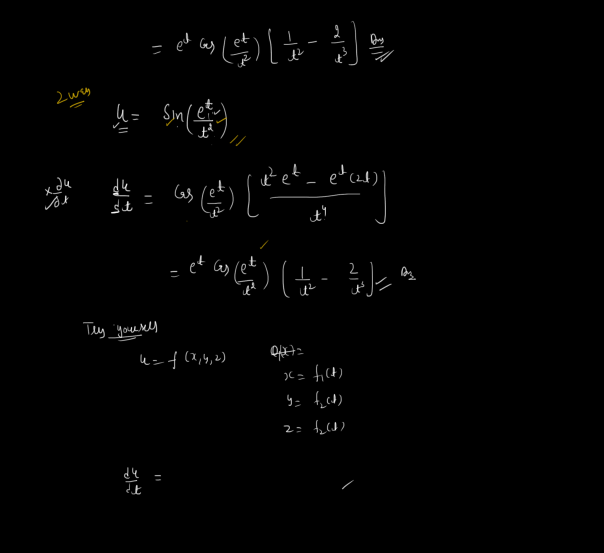 = e^t Cos (e^t/t^2) [1/t^2 - 2/t^3] Ans
2 way
u = Sin(e^t/t^2)
x ∂u/∂t du/dt = Cos (e^t/t^2) [(t^2 e^t - e^t(2t))/t^4]
= e^t Cos (e^t/t^2) [1/t^2 - 2/t^3] Ans
Try yourself
u = f (x, y, z)
x = f1(t)
y = f2(t)
z = f2(t)
du/dt =